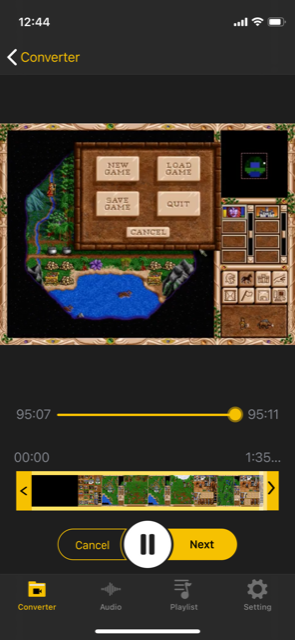 12:44
Converter
NEW
GAME
LOAD
GAME
SAVE
GAME
QUIT
CANCEL
95:07
95:11
00:00
1:35...
Cancel
Next
Converter
Audio
Playlist
Setting